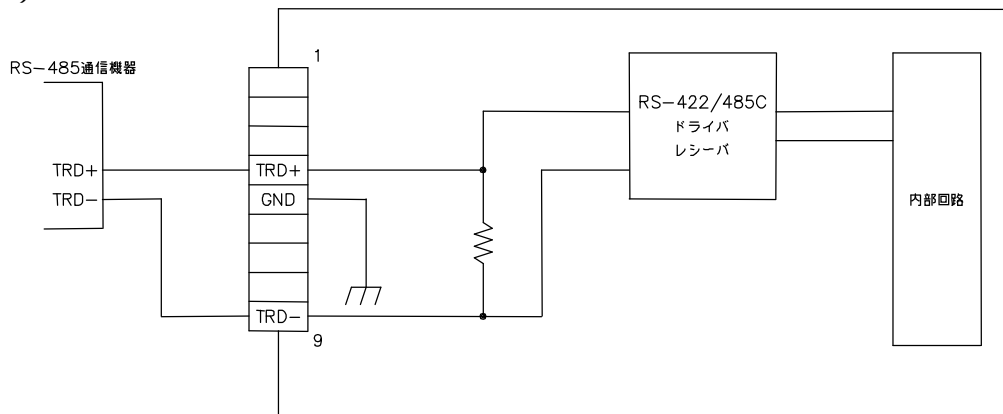 1
RS-485通信機器
RS-422/485C
ドライバ
レシーバ
TRD+
TRD+
TRD-
GND
内部回路
TRD-
9